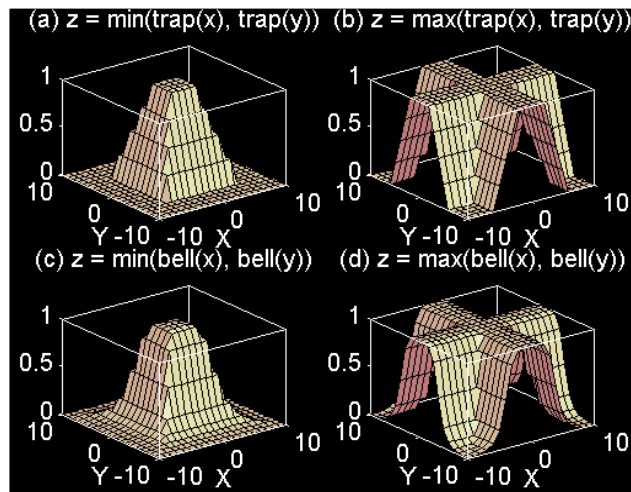 (a) z = min(trap(x), trap(y))
1
0.5
0
10
0
Y -10
-10 X
0
10
(b) z = max(trap(x), trap(y))
1
0.5
0
10
0
Y -10
-10 X
0
10
(c) z = min(bell(x), bell(y))
1
0.5
0
10
0
Y -10
-10 X
0
10
(d) z = max(bell(x), bell(y))
1
0.5
0
10
0
Y -10
-10 X
0
10